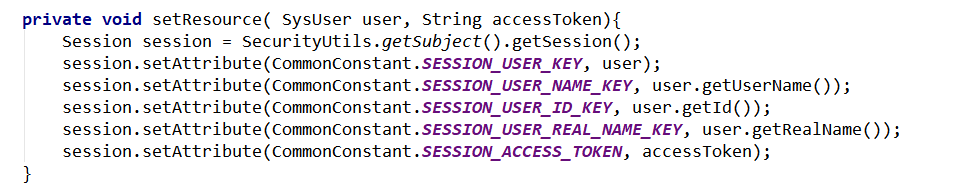 private void setResource( SysUser user, String accessToken){
    Session session = SecurityUtils.getSubject().getSession();
    session.setAttribute(CommonConstant.SESSION_USER_KEY, user);
    session.setAttribute(CommonConstant.SESSION_USER_NAME_KEY, user.getUserName());
    session.setAttribute(CommonConstant.SESSION_USER_ID_KEY, user.getId());
    session.setAttribute(CommonConstant.SESSION_USER_REAL_NAME_KEY, user.getRealName());
    session.setAttribute(CommonConstant.SESSION_ACCESS_TOKEN, accessToken);
}